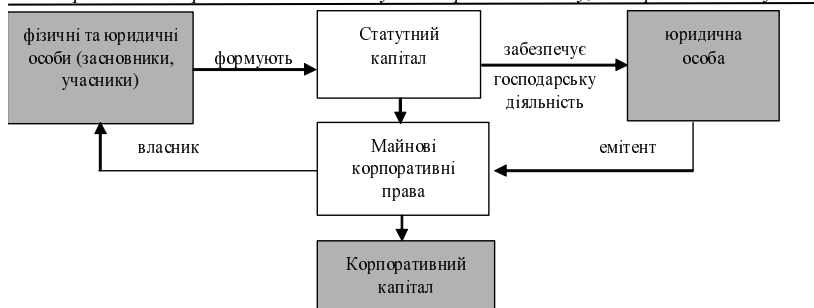 фізичні та юридичні
особи (засновники,
учасники)
формують
Статутний
капітал
забезпечує
господарську
діяльність
юридична
особа
власник
Майнові
корпоративні
права
емітент
Корпоративний
капітал